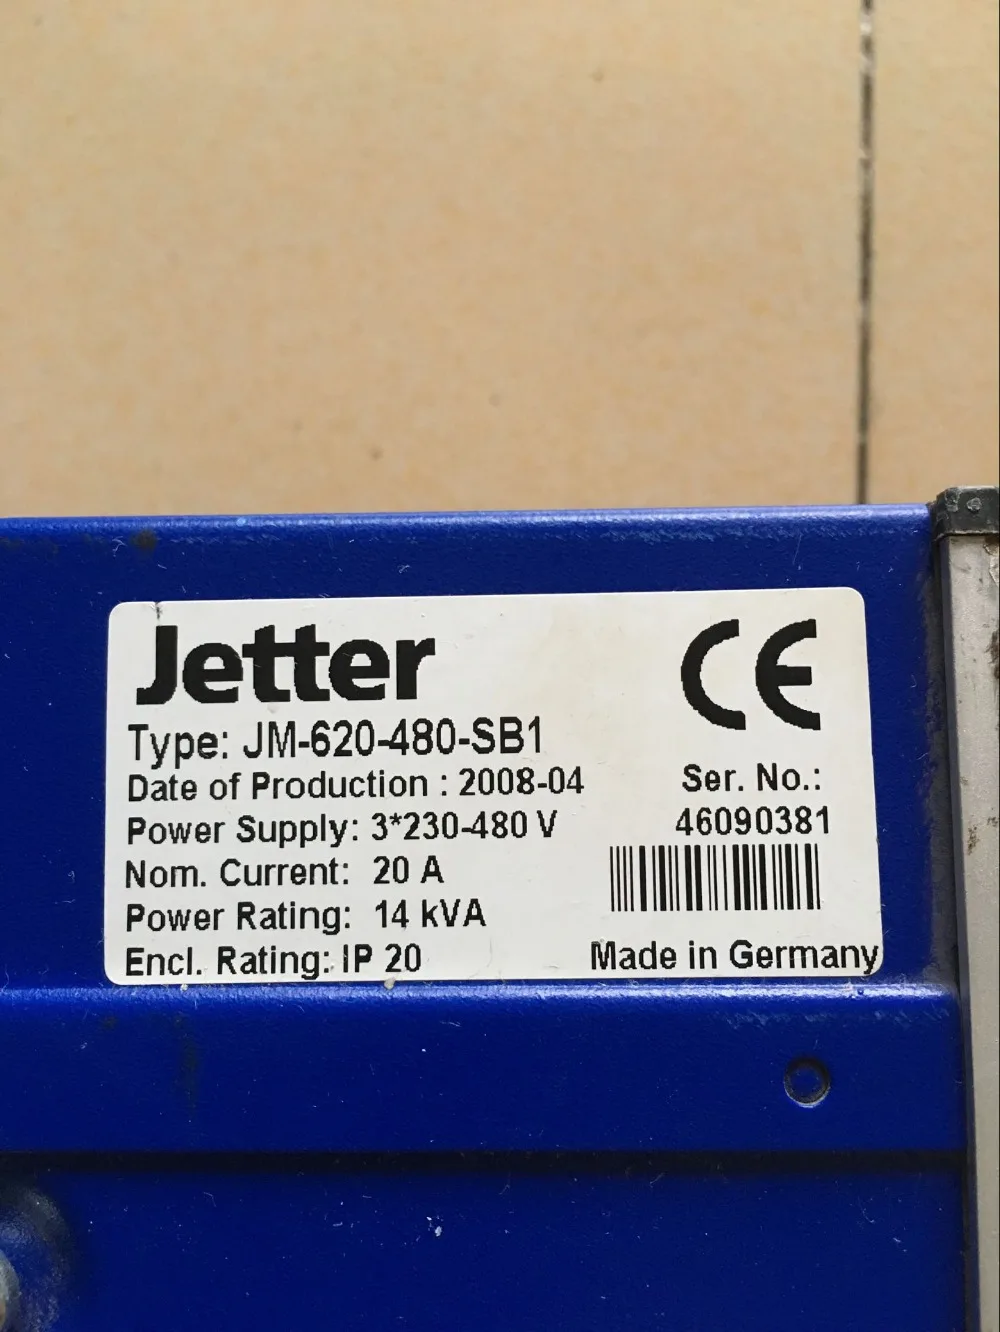 Jetter
CE
Type: JM-620-480-SB1
Date of Production : 2008-04
Ser. No.:
Power Supply: 3*230-480 V
46090381
Nom. Current: 20 A
Power Rating: 14 kVA
Encl. Rating: IP 20
Made in Germany